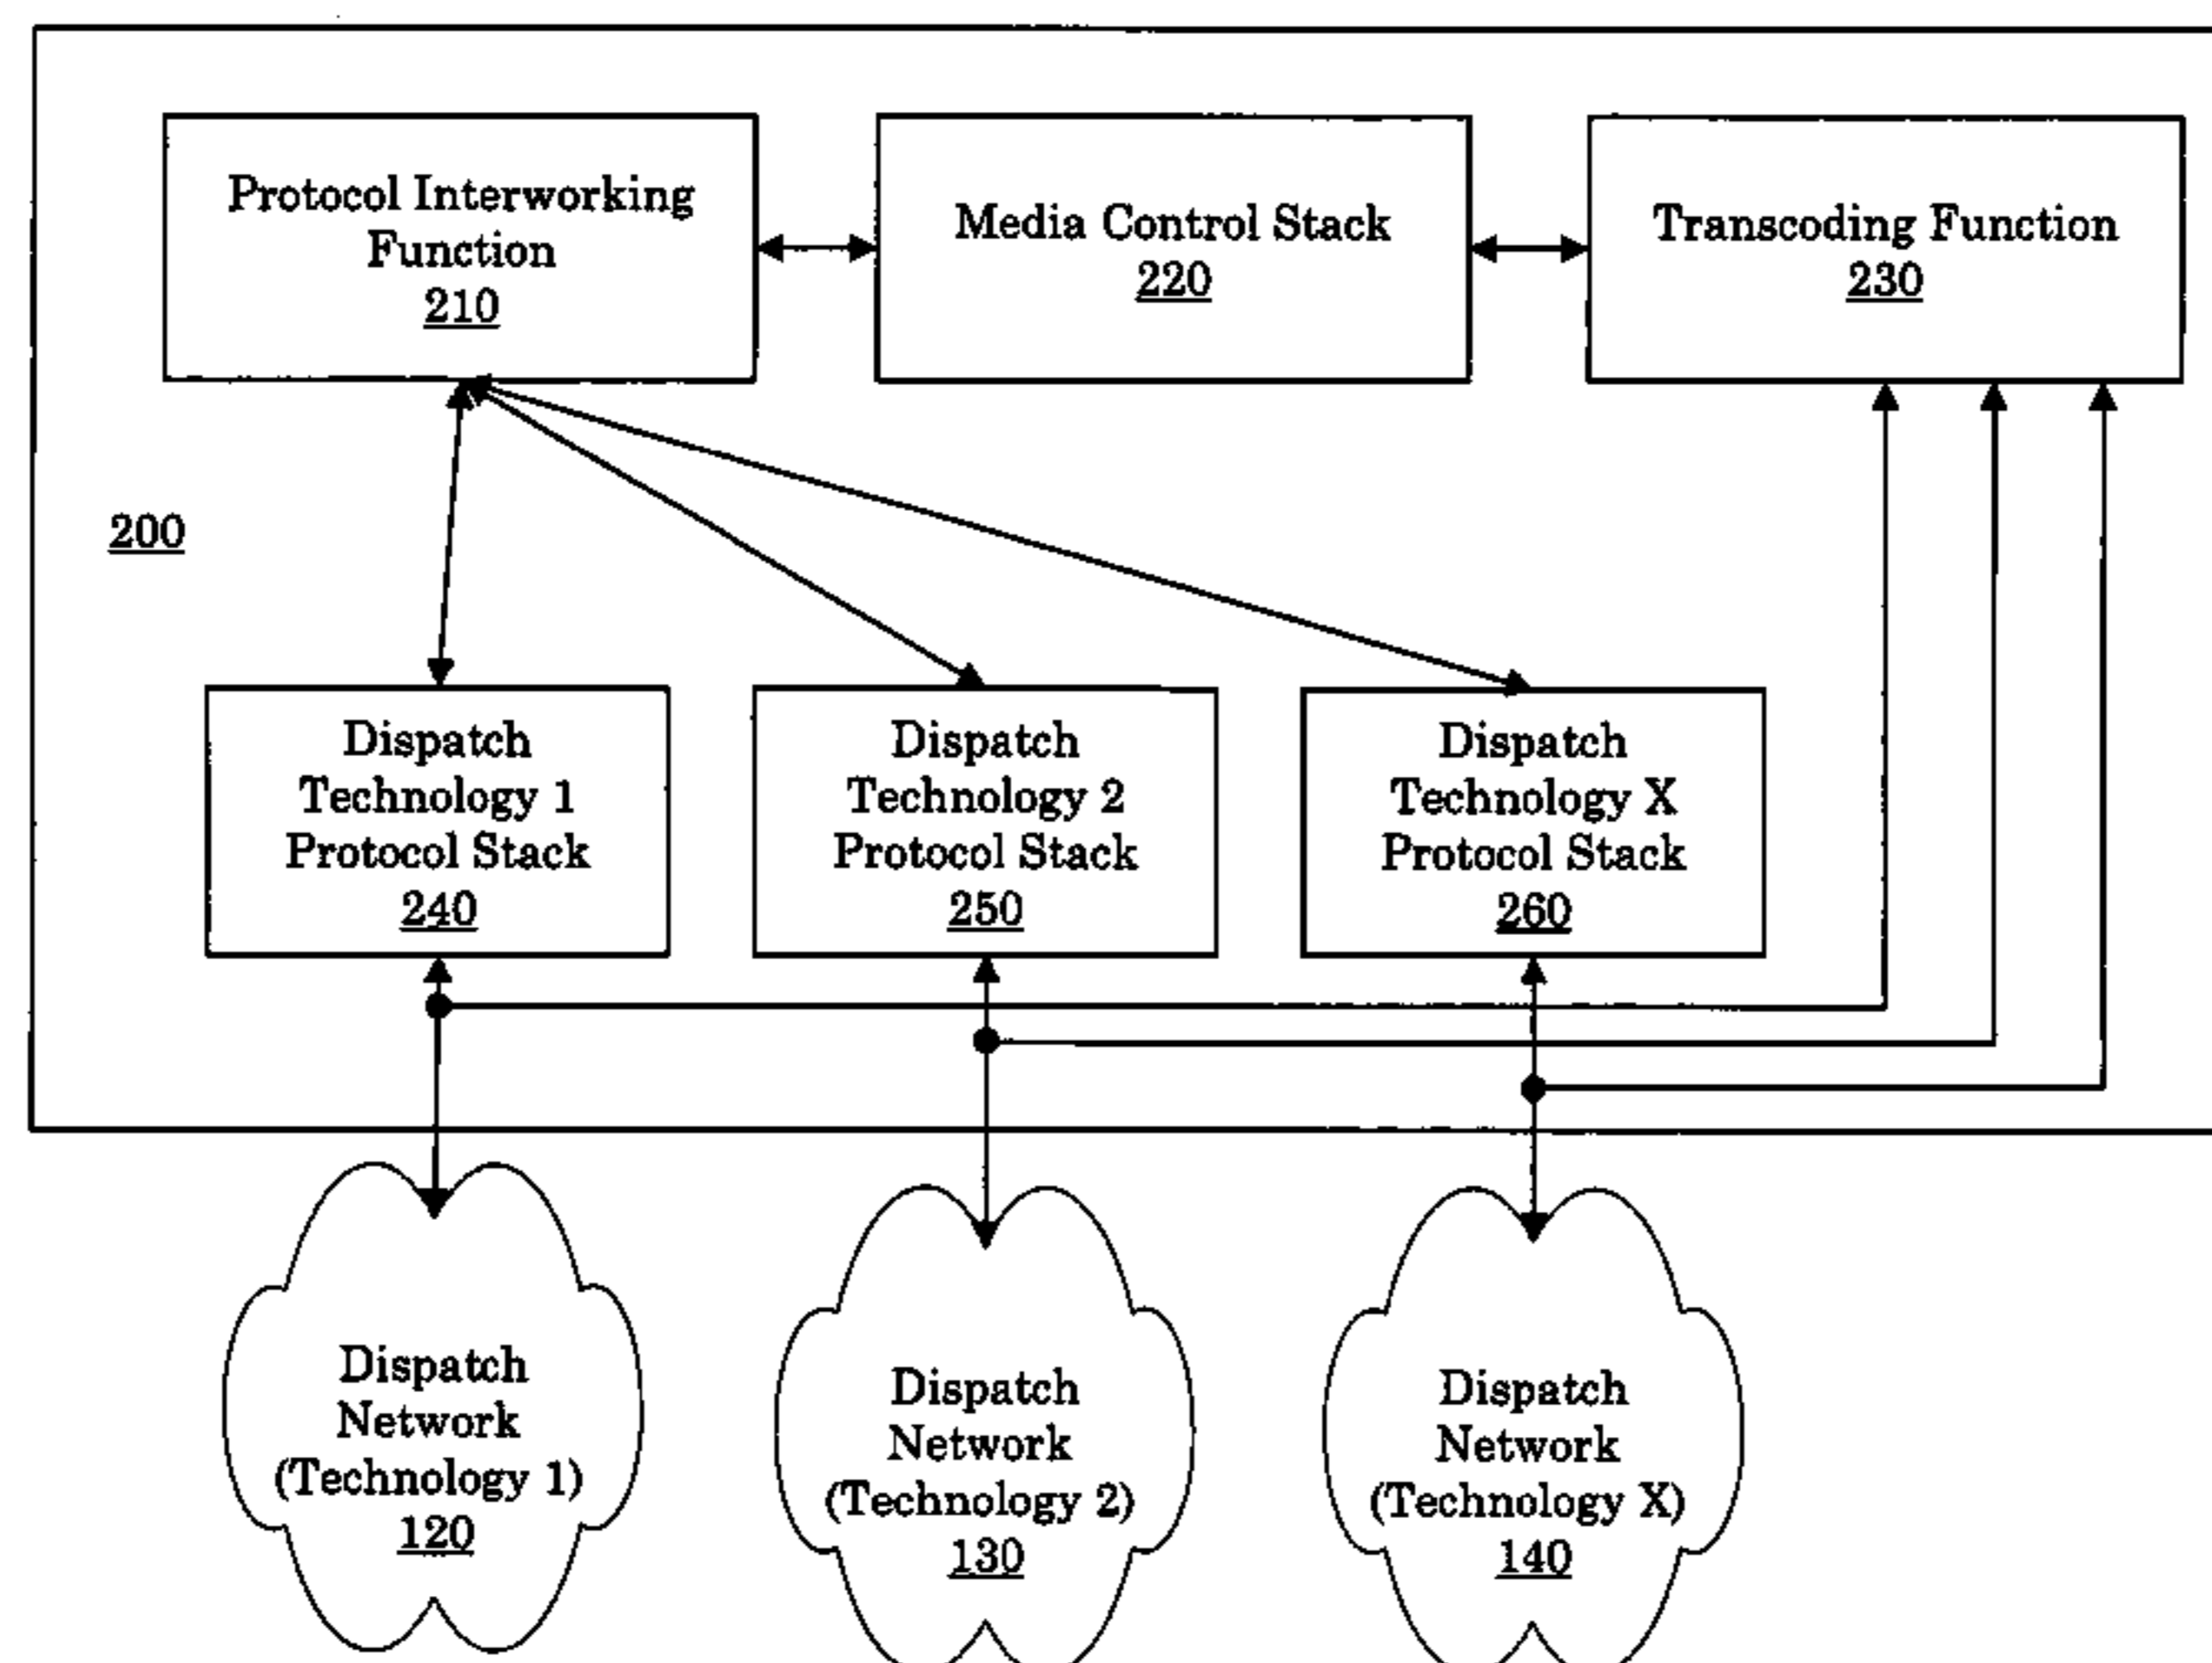 Protocol Interworking
Function
210
Media Control Stack
220
Transcoding Function
230
200
Dispatch
Technology 1
Protocol Stack
240
Dispatch
Technology 2
Protocol Stack
250
Dispatch
Technology X
Protocol Stack
260
Dispatch
Network
(Technology 1)
120
Dispatch
Network
(Technology 2)
130
Dispatch
Network
(Technology X)
140